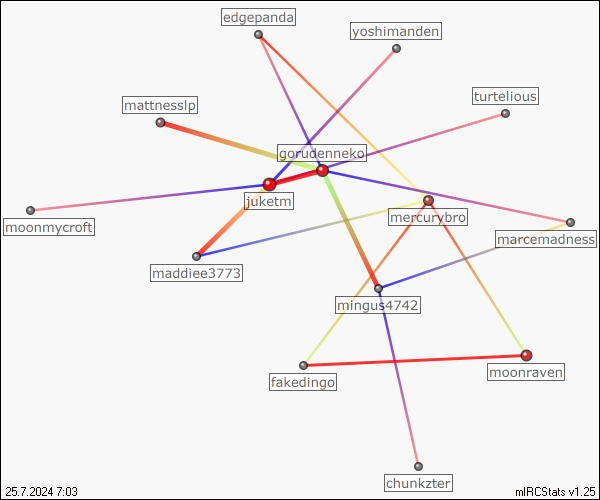 edgepanda
yoshimanden
mattnesslp
turtelious
gorudenneko
juketm
mercurybro
moonmycroft
marcemadness
maddiee3773
mingus4742
moonraven
fakedingo
chunkzter
25.7.2024 7:03
mIRCStats v1.25